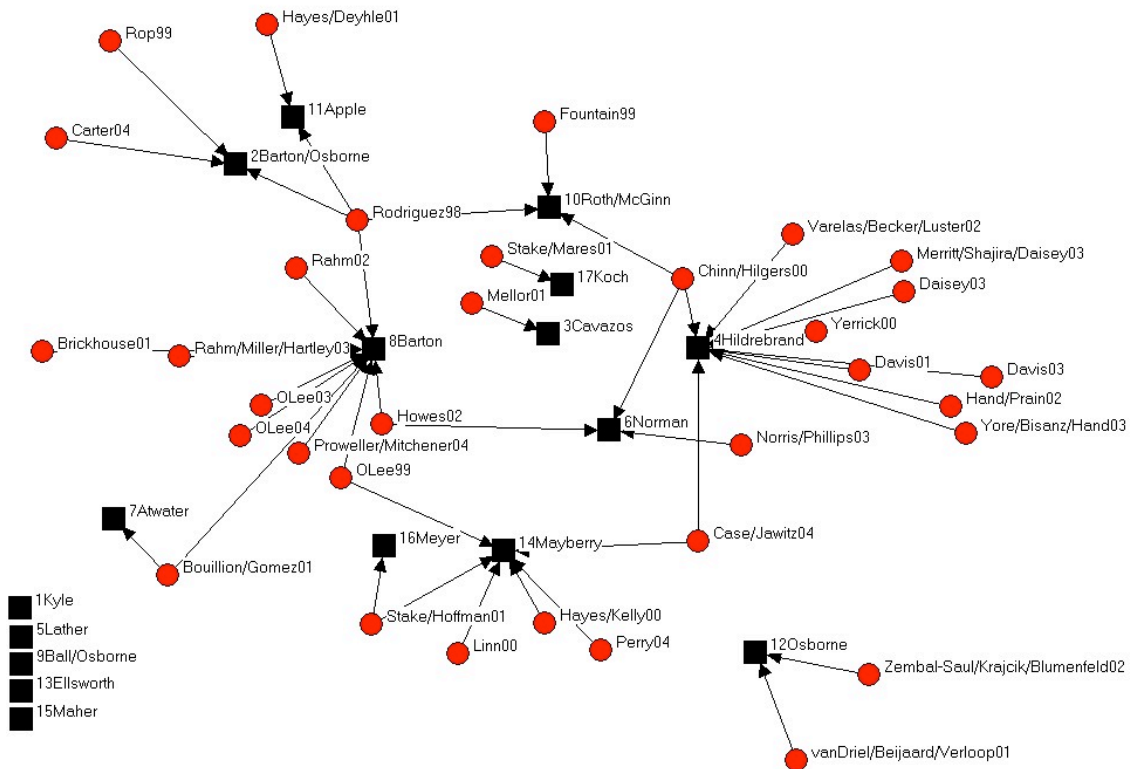 Hayes/Deyhle01
Rop99
11Apple
Fountain99
Carter04
2Barton/Osborne
10Roth/McGinn
Rodriguez98
Varelas/Becker/Luster02
Stake/Mares01
Merritt/Shajira/Daisey03
Rahm02
Chinn/Hilgers00
17Koch
Daisey03
Mellor01
Yerrick00
3Cavazos
4Hildrebrand
8Barton
Brickhouse01
Rahm/Miller/Hartley03
Davis01
Davis03
OLee03
Hand/Prain02
Howes02
6Norman
OLee04
Yore/Bisanz/Hand03
Proweller/Mitchener04
Norris/Phillips03
OLee99
7Atwater
Case/Jawitz04
16Meyer
14Mayberry
Bouillion/Gomez01
1Kyle
Stake/Hoffman01
Hayes/Kelly00
5Lather
Linn00
Perry04
12Osborne
9Ball/Osborne
Zembal-Saul/Krajcik/Blumenfeld02
13Ellsworth
15Maher
vanDriel/Beijaard/Verloop01